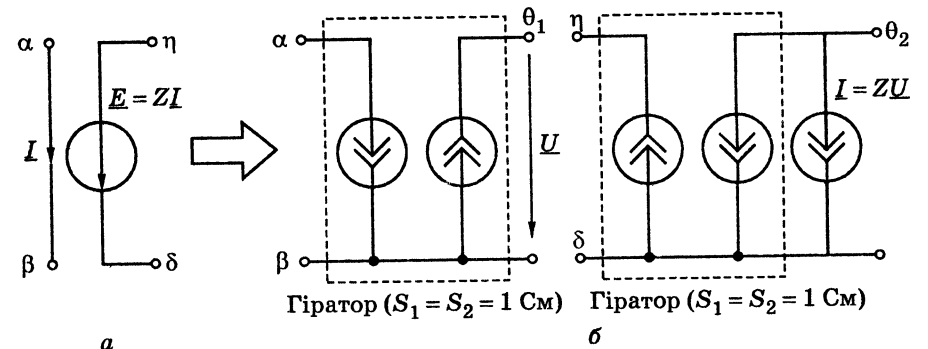 α
η
I
E = ZI
β
δ
а
α
θ₁
U
β
Гіратор (S₁ = S₂ = 1 См)
η
θ₂
I = ZU
δ
Гіратор (S₁ = S₂ = 1 См)
б